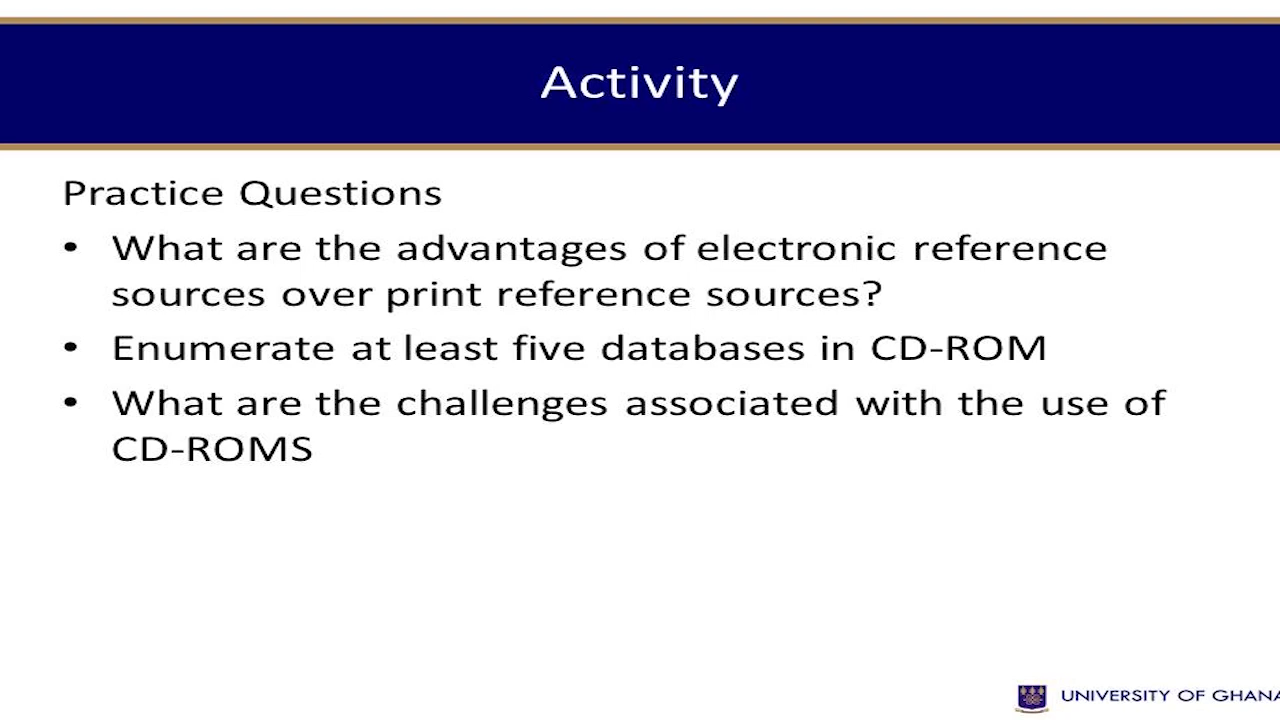 Activity
Practice Questions
• What are the advantages of electronic reference
sources over print reference sources?
• Enumerate at least five databases in CD-ROM
• What are the challenges associated with the use of
CD-ROMS
UNIVERSITY OF GHANA